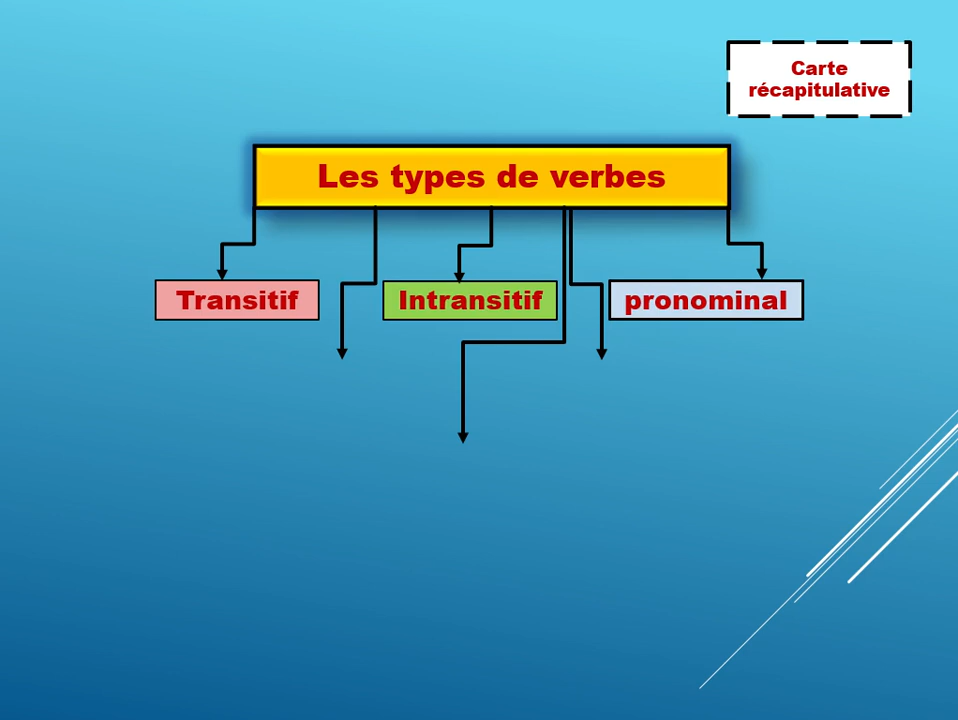 Carte
récapitulative
Les types de verbes
Transitif
Intransitif
pronominal